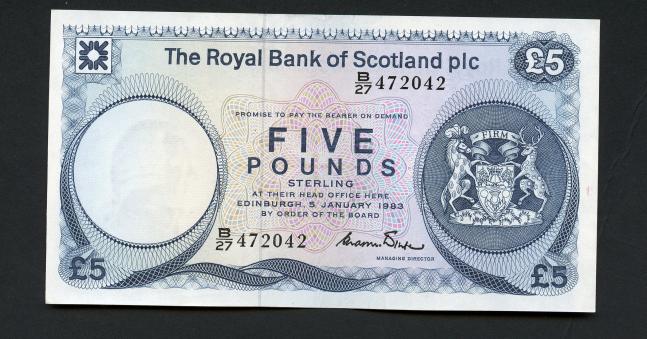 The Royal Bank of Scotland plc
£5
B/27 472042
PROMISE TO PAY THE BEARER ON DEMAND
FIVE
POUNDS
STERLING
AT THEIR HEAD OFFICE HERE
EDINBURGH, 5 JANUARY 1983
BY ORDER OF THE BOARD
FIRM
B/27 472042
MANAGING DIRECTOR
£5
£5